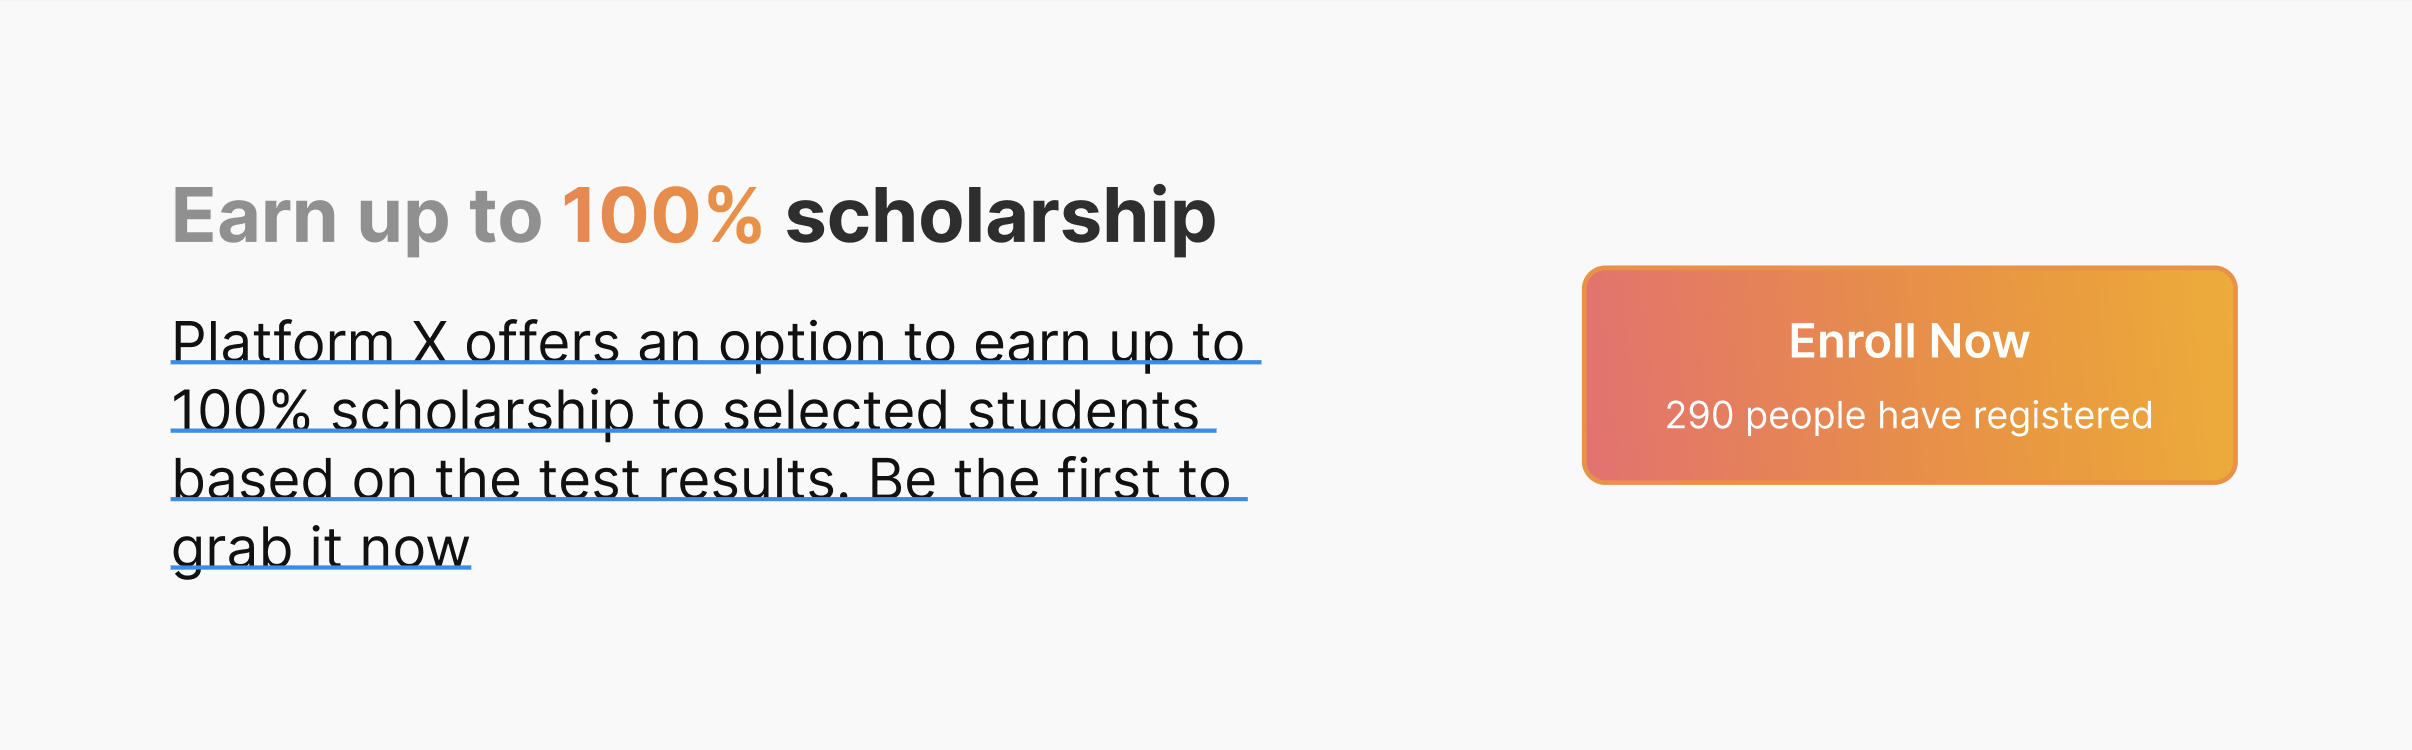 Earn up to 100% scholarship
Platform X offers an option to earn up to
100% scholarship to selected students
based on the test results. Be the first to
grab it now
Enroll Now
290 people have registered